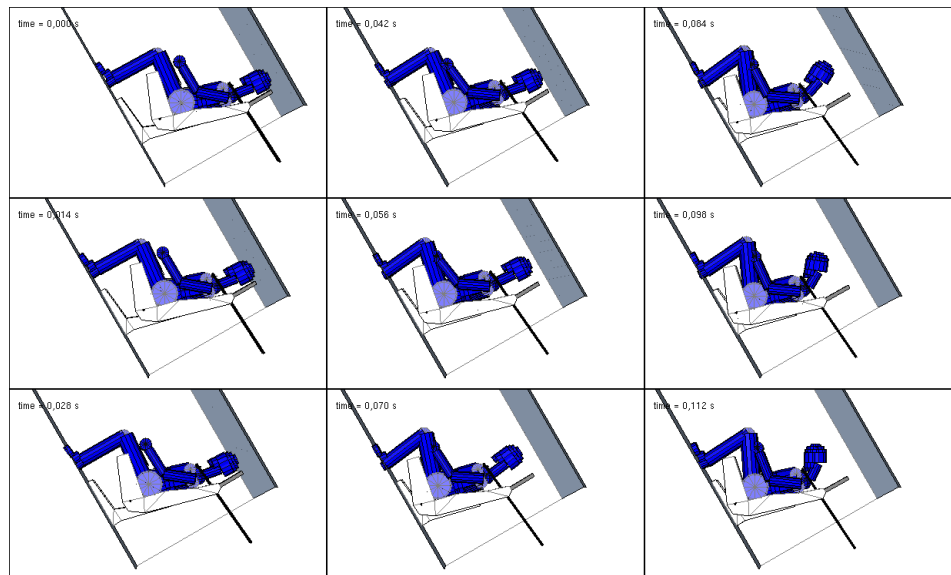 time = 0,000 s
time = 0,042 s
time = 0,084 s
time = 0,014 s
time = 0,056 s
time = 0,098 s
time = 0,028 s
time = 0,070 s
time = 0,112 s